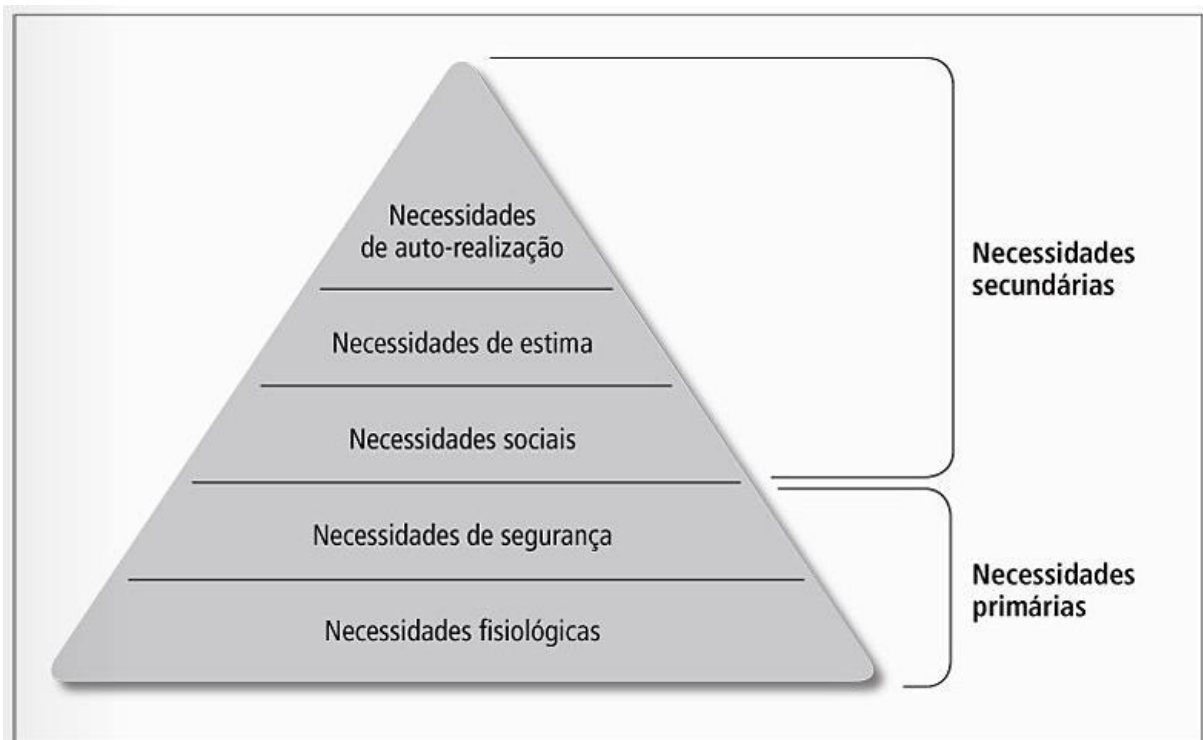 Necessidades
de auto-realização
Necessidades de estima
Necessidades sociais
Necessidades de segurança
Necessidades fisiológicas
Necessidades
secundárias
Necessidades
primárias